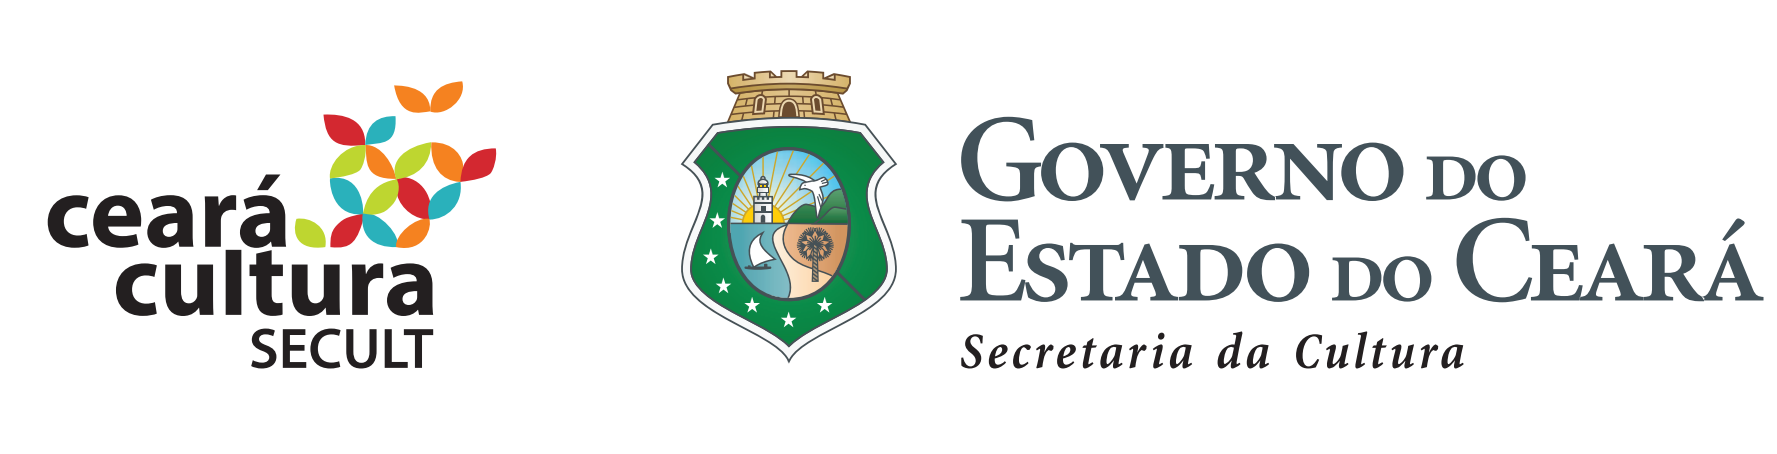 ceará
cultura
SECULT
GOVERNO DO
ESTADO DO CEARÁ
Secretaria da Cultura